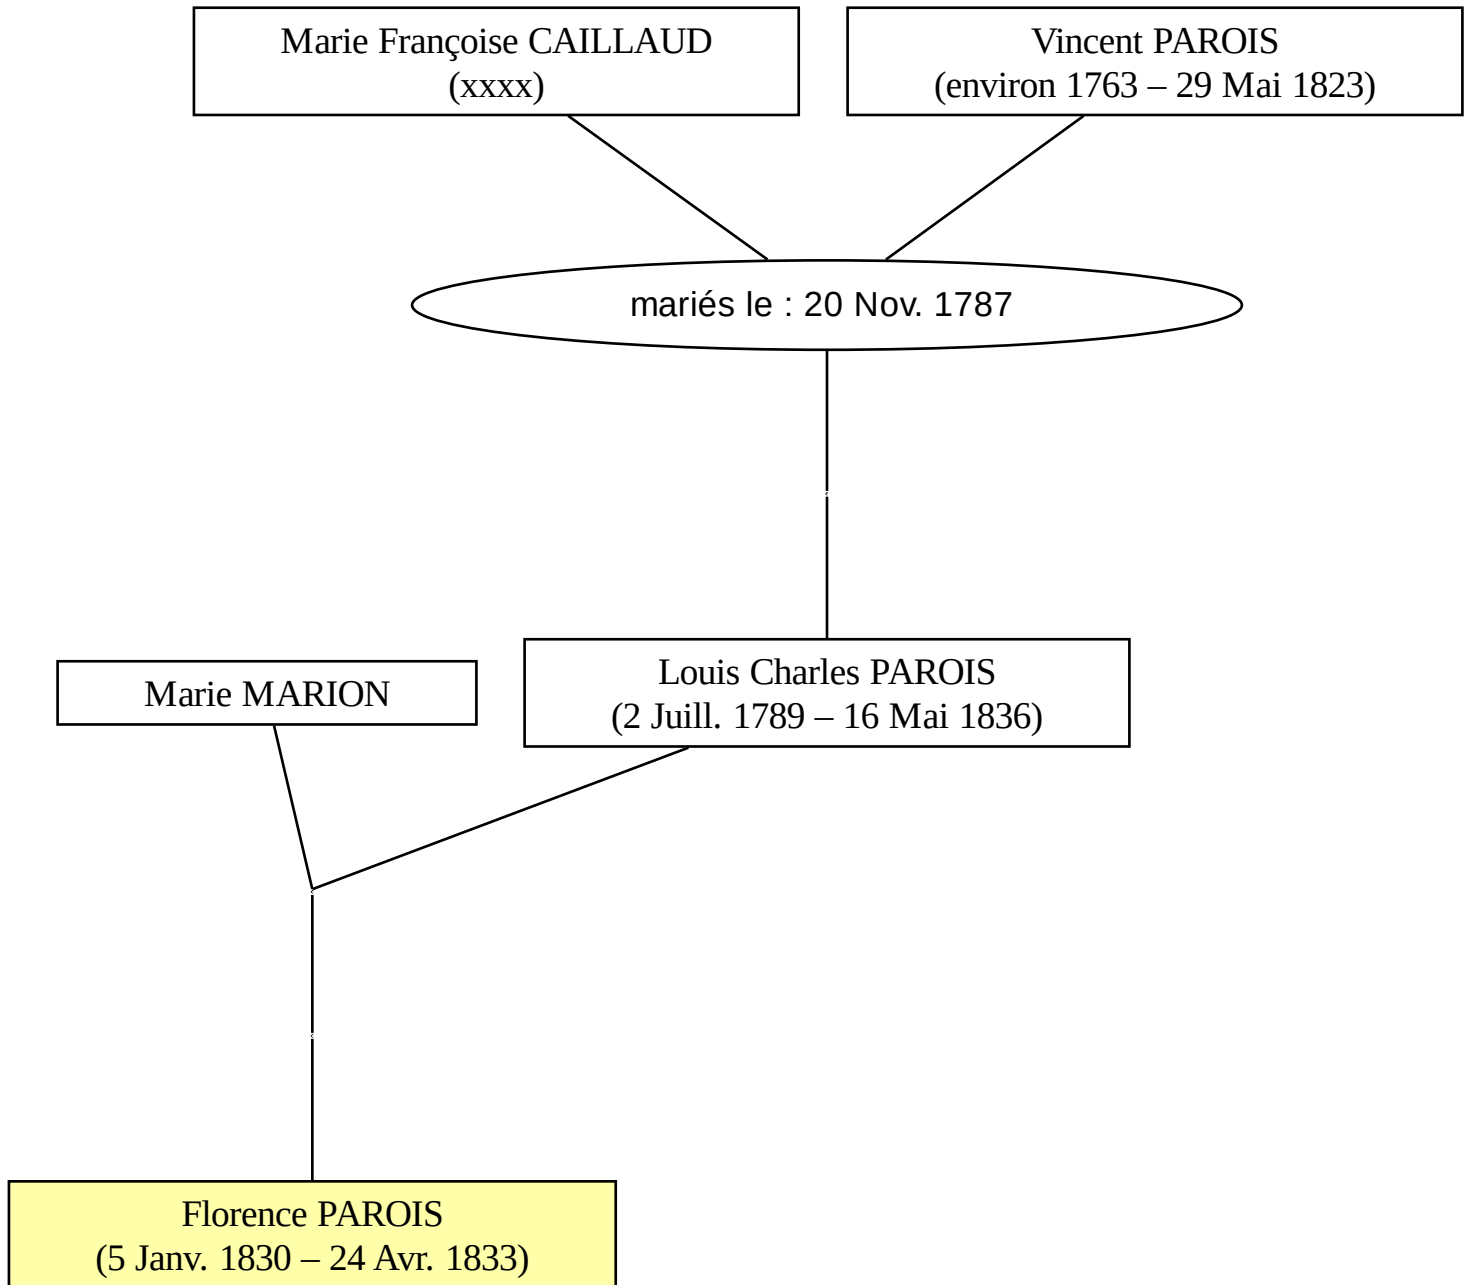 Marie Françoise CAILLAUD
(xxxx)
Vincent PAROIS
(environ 1763 – 29 Mai 1823)
mariés le : 20 Nov. 1787
Marie MARION
Louis Charles PAROIS
(2 Juill. 1789 – 16 Mai 1836)
Florence PAROIS
(5 Janv. 1830 – 24 Avr. 1833)